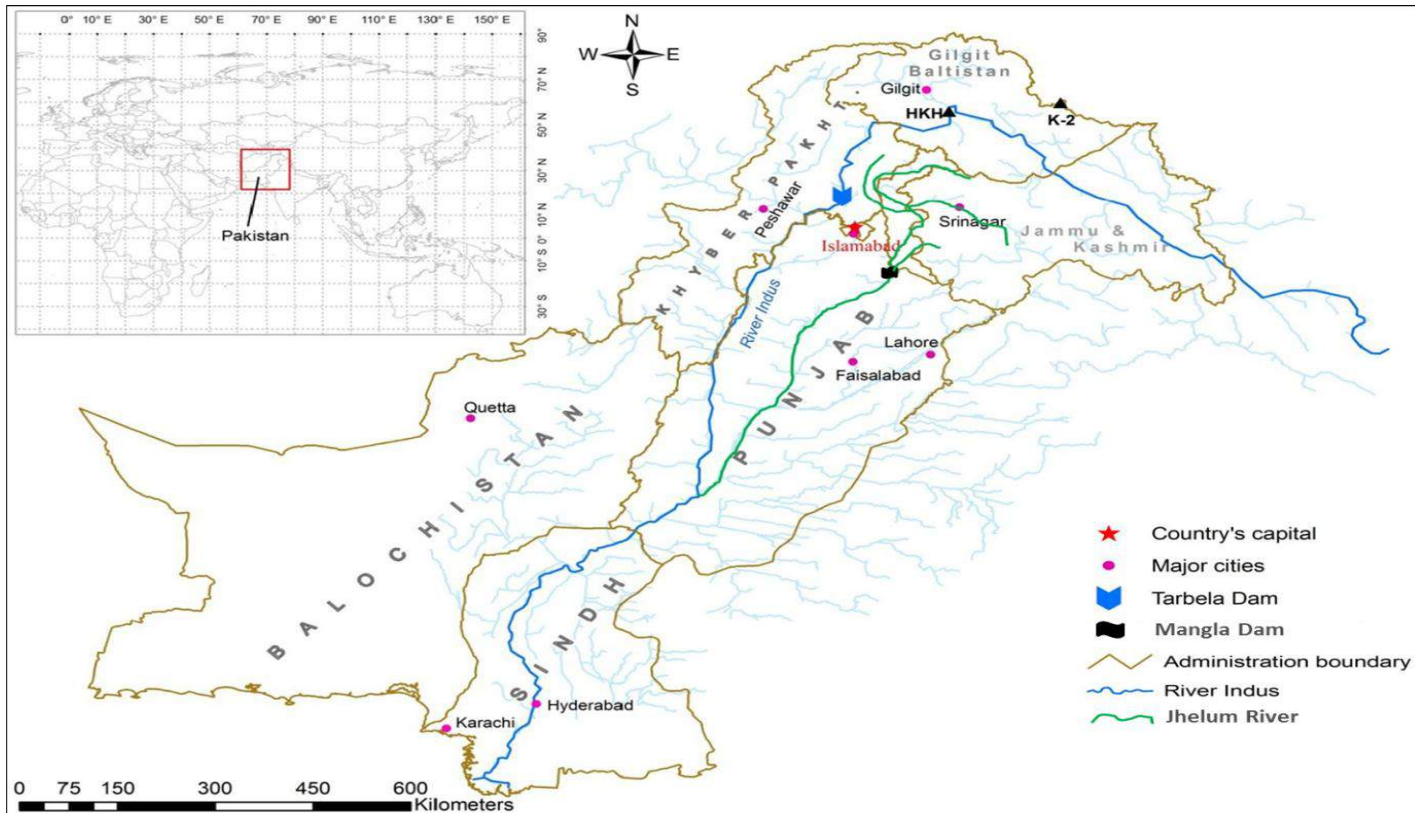 0° E 10° E 30° E 50° E 70° E 90° E 110° E 130° E 150° E
90°
70° N
50° N
30° N
10° N
0° E
10° S
30° S
Pakistan
N
W E
S
Gilgit
Baltistan
Gilgit
HKH
K-2
KHYBER PAKHT
Peshawar
Islamabad
Srinagar
Jammu &
Kashmir
River Indus
PUNJAB
Lahore
Faisalabad
Quetta
BALOCHISTAN
SINDH
Hyderabad
Karachi
Country's capital
Major cities
Tarbela Dam
Mangla Dam
Administration boundary
River Indus
Jhelum River
0 75 150 300 450 600
Kilometers